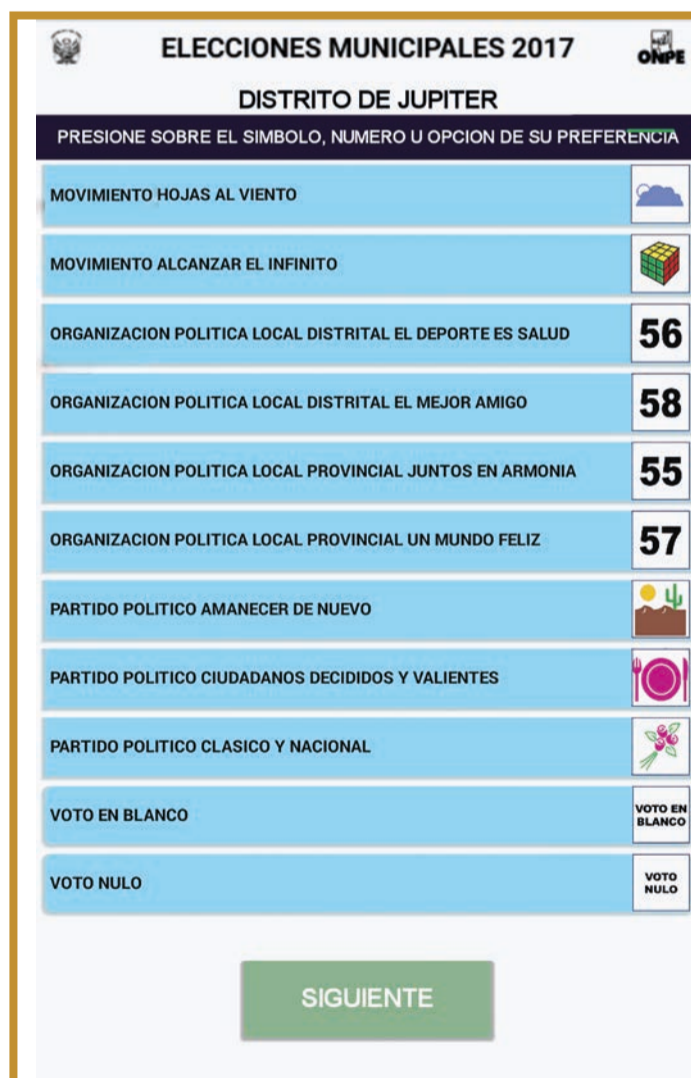 ELECCIONES MUNICIPALES 2017
ONPE
DISTRITO DE JUPITER
PRESIONE SOBRE EL SIMBOLO, NUMERO U OPCION DE SU PREFERENCIA
MOVIMIENTO HOJAS AL VIENTO
MOVIMIENTO ALCANZAR EL INFINITO
ORGANIZACION POLITICA LOCAL DISTRITAL EL DEPORTE ES SALUD
56
ORGANIZACION POLITICA LOCAL DISTRITAL EL MEJOR AMIGO
58
ORGANIZACION POLITICA LOCAL PROVINCIAL JUNTOS EN ARMONIA
55
ORGANIZACION POLITICA LOCAL PROVINCIAL UN MUNDO FELIZ
57
PARTIDO POLITICO AMANECER DE NUEVO
PARTIDO POLITICO CIUDADANOS DECIDIDOS Y VALIENTES
PARTIDO POLITICO CLASICO Y NACIONAL
VOTO EN BLANCO
VOTO EN
BLANCO
VOTO NULO
VOTO
NULO
SIGUIENTE